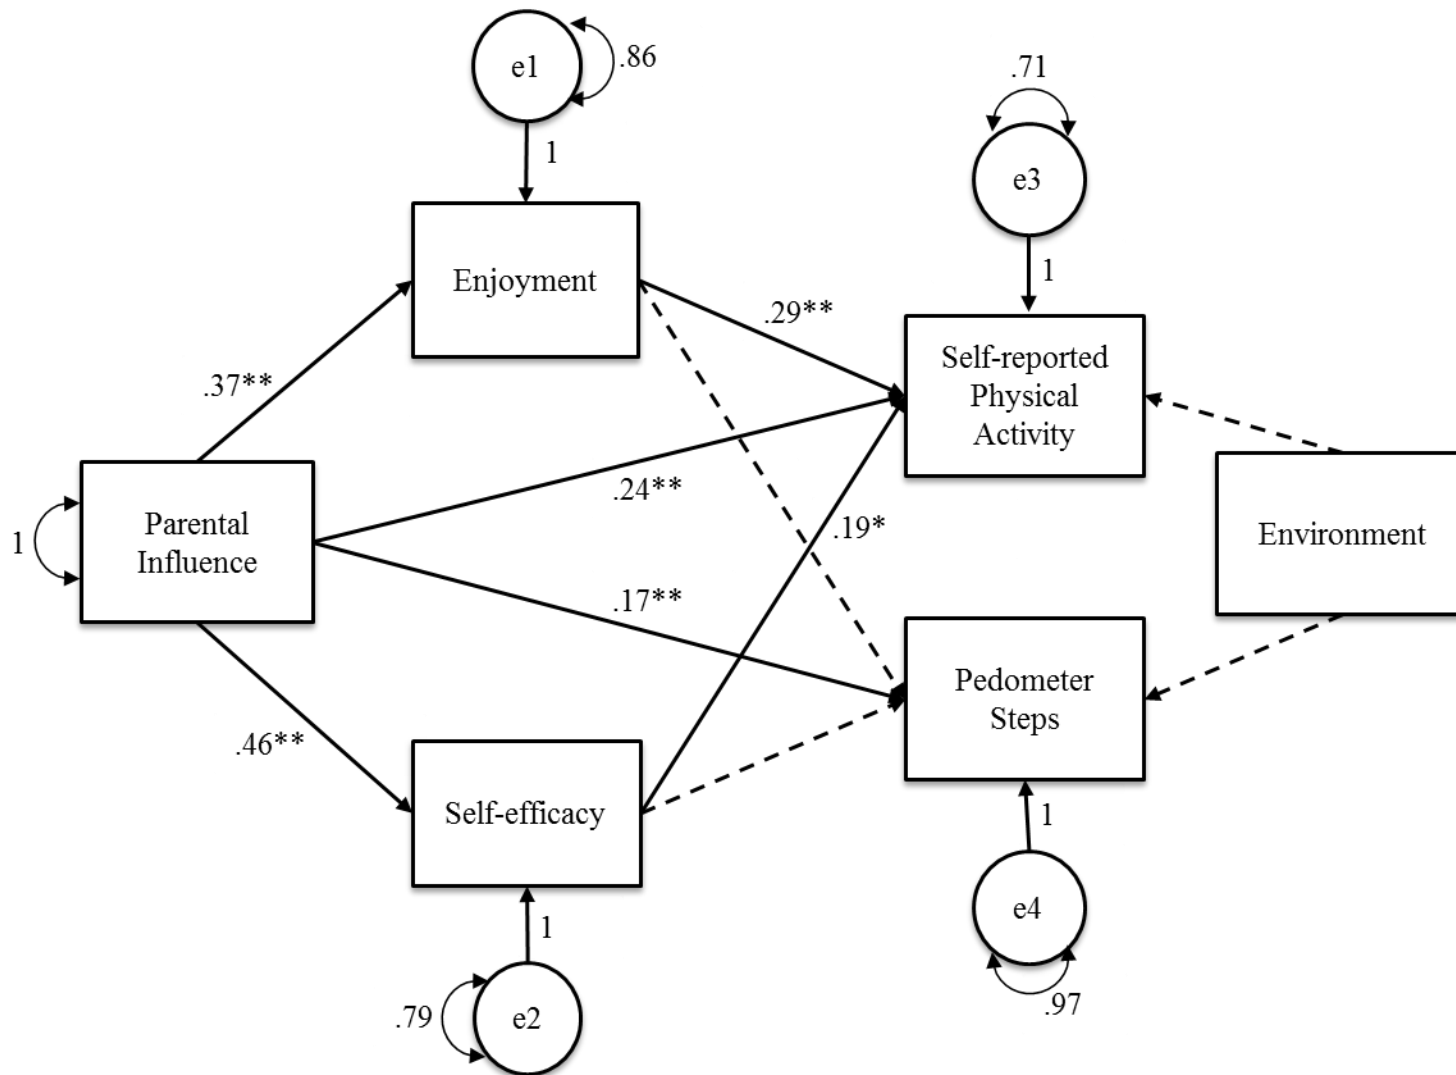 e1
.86
1
.71
e3
1
Enjoyment
.29**
Self-reported
Physical
Activity
.37**
.24**
.19*
1
Parental
Influence
Environment
.17**
Pedometer
Steps
.46**
Self-efficacy
1
1
e4
.97
.79
e2